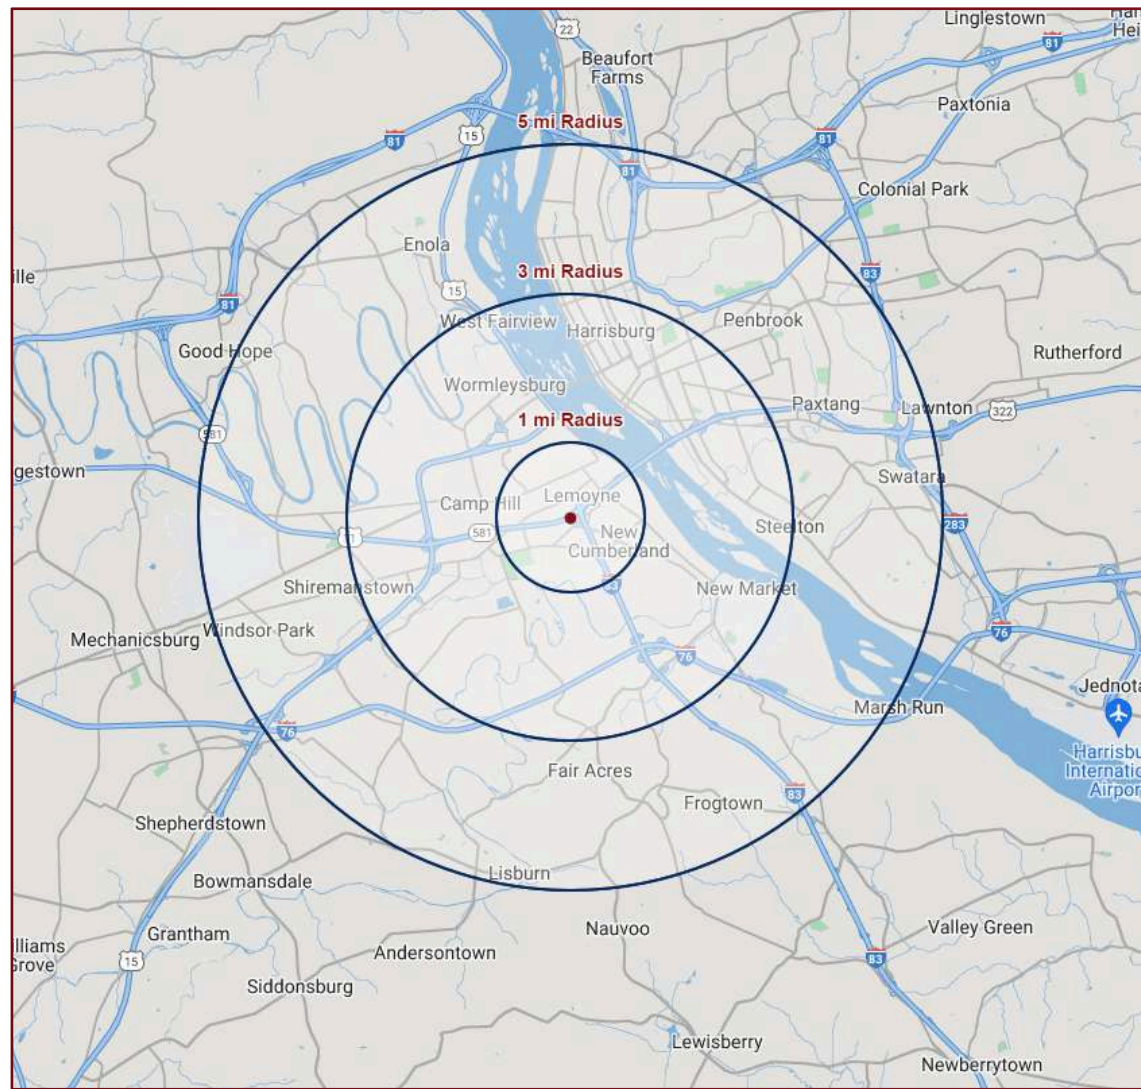 Linglestown
22
81
Beaufort
Farms
Paxtonia
5 mi Radius
15
81
81
81
Colonial Park
Enola
3 mi Radius
83
15
81
West Fairview
Harrisburg
Penbrook
Good Hope
Rutherford
Wormleysburg
Paxtang
Lawnton
322
1 mi Radius
581
Swatara
Camp Hill
Lemoyne
581
Steelton
283
New
Cumberland
Shiremanstown
New Market
Mechanicsburg
Windsor Park
76
76
Jednota
Marsh Run
76
Harrisbu
Internatio
Airpor
Fair Acres
83
Frogtown
Shepherdstown
Lisburn
Bowmansdale
Nauvoo
Valley Green
Grantham
lliams
Grove
Andersontown
15
83
Siddonsburg
Lewisberry
Newberrytown